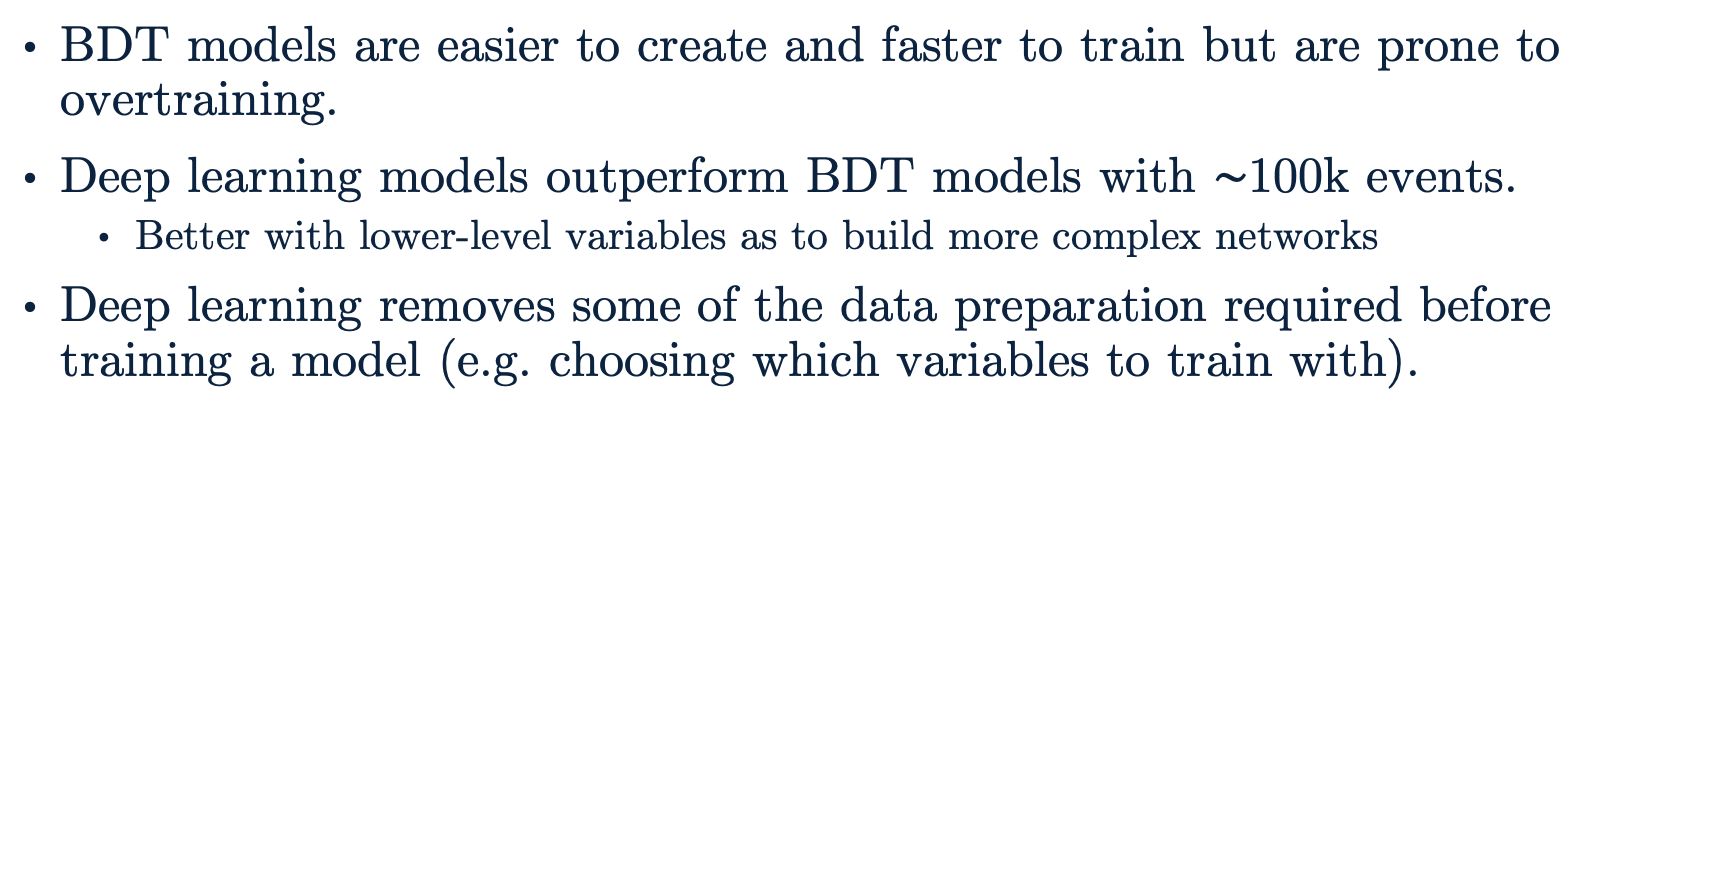 • BDT models are easier to create and faster to train but are prone to
overtraining.
• Deep learning models outperform BDT models with ~100k events.
• Better with lower-level variables as to build more complex networks
• Deep learning removes some of the data preparation required before
training a model (e.g. choosing which variables to train with).